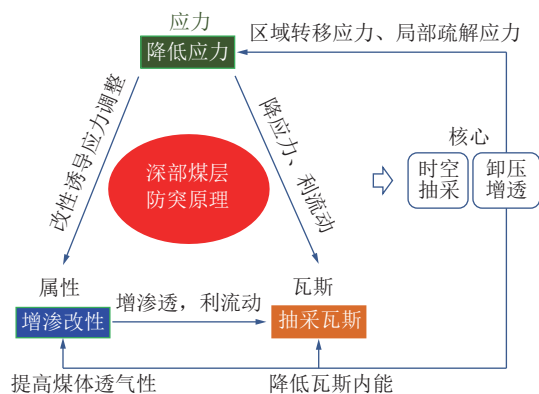 应力
降低应力
区域转移应力、局部疏解应力
改性诱导应力调整
降应力、利流动
深部煤层
防突原理
核心
时空
抽采
卸压
增透
属性
增渗改性
增渗透，利流动
瓦斯
抽采瓦斯
提高煤体透气性
降低瓦斯内能